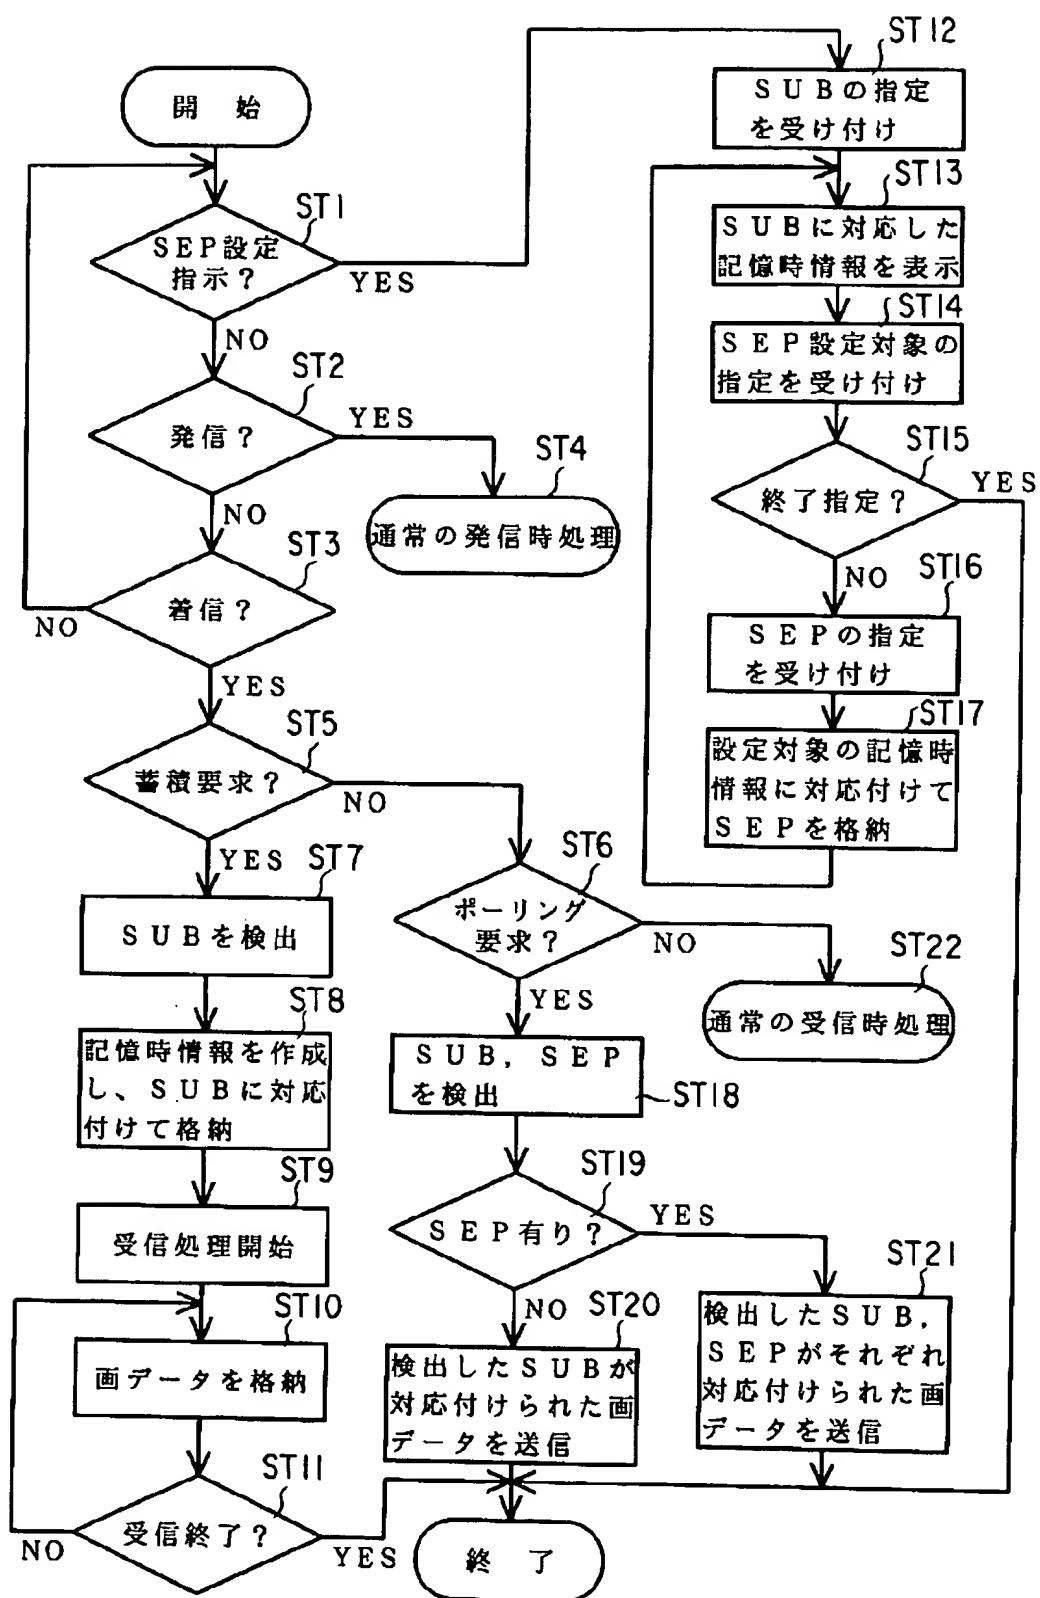 開 始
ST1
SEP設定
指示?
YES
NO
ST2
発信?
YES
NO
ST4
通常の発信時処理
ST3
着信?
NO
YES
ST5
蓄積要求?
NO
YES
ST7
SUBを検出
ST8
記憶時情報を作成
し、SUBに対応
付けて格納
ST9
受信処理開始
ST10
画データを格納
ST11
受信終了?
NO
YES
ST6
ポーリング
要求?
NO
YES
ST22
通常の受信時処理
SUB, SEP
を検出
ST18
ST19
SEP有り?
YES
NO
ST20
検出したSUBが
対応付けられた画
データを送信
ST21
検出したSUB,
SEPがそれぞれ
対応付けられた画
データを送信
終 了
ST12
SUBの指定
を受け付け
ST13
SUBに対応した
記憶時情報を表示
ST14
SEP設定対象の
指定を受け付け
ST15
終了指定?
YES
NO
ST16
SEPの指定
を受け付け
ST17
設定対象の記憶時
情報に対応付けて
SEPを格納